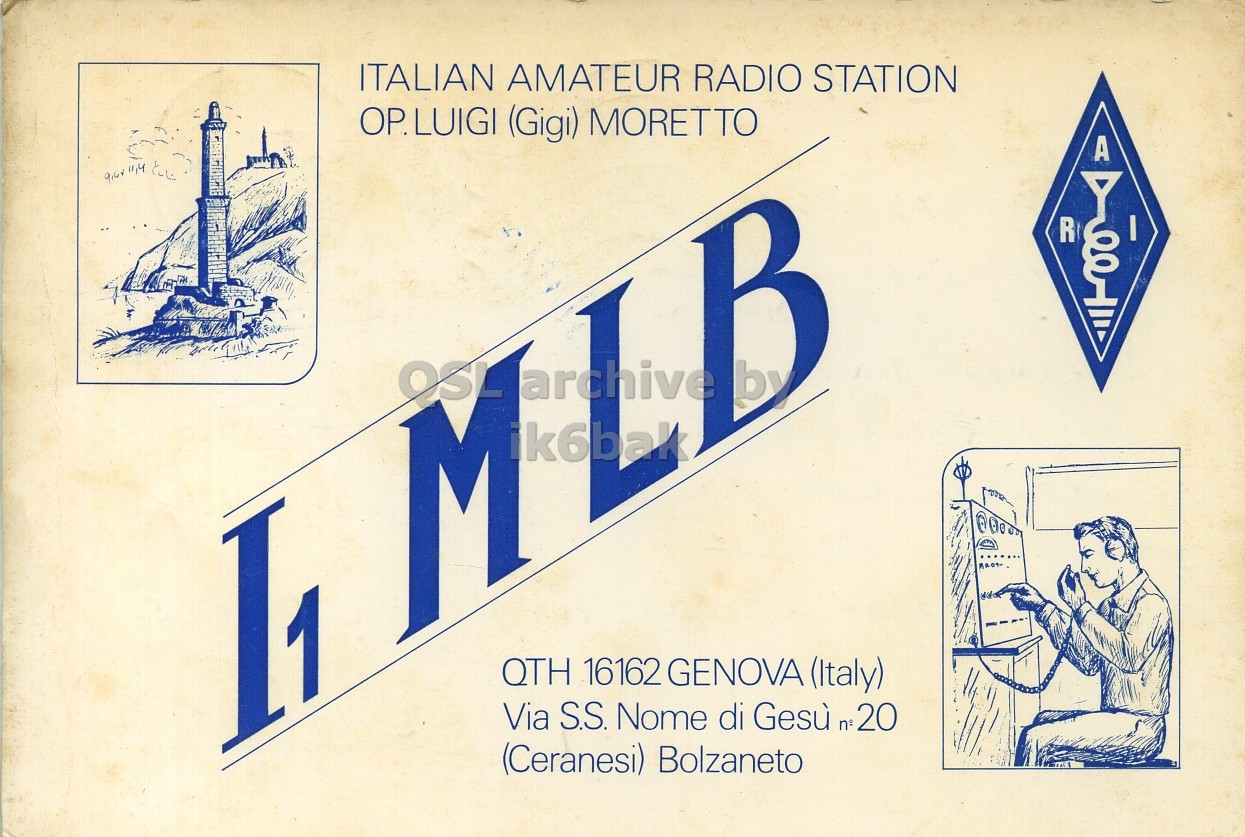 ITALIAN AMATEUR RADIO STATION
OP. LUIGI (Gigi) MORETTO
A
R I
I1 MLB
QSL archive by
ik6bak
QTH 16162 GENOVA (Italy)
Via S.S. Nome di Gesù nº 20
(Ceranesi) Bolzaneto